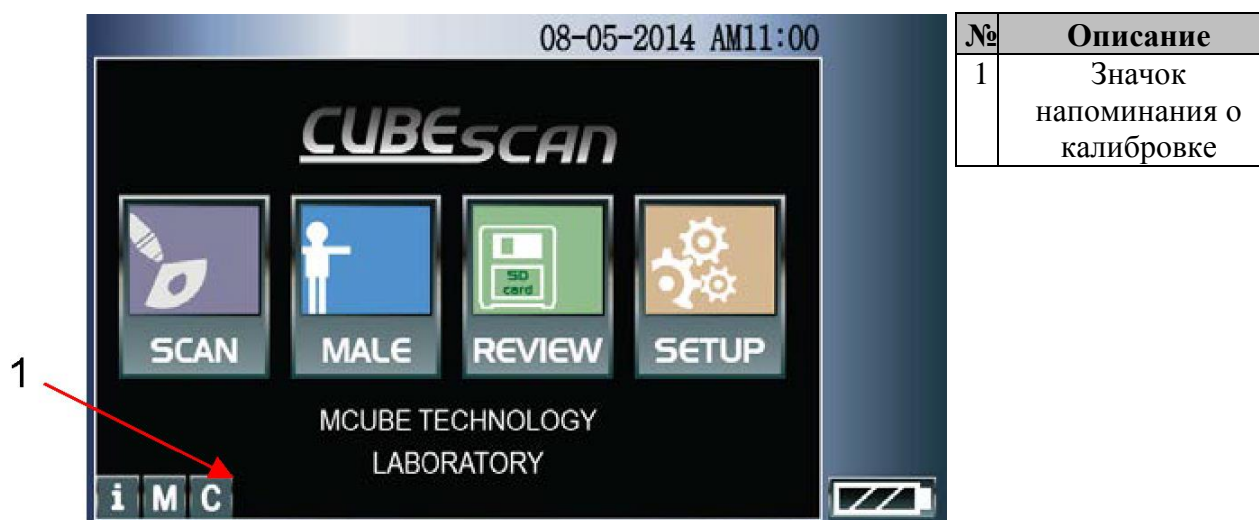 08-05-2014 AM11:00
CUBEscan
SD
card
SCAN MALE REVIEW SETUP
MCUBE TECHNOLOGY
LABORATORY
i M C
1
№ Описание
1 Значок
напоминания о
калибровке